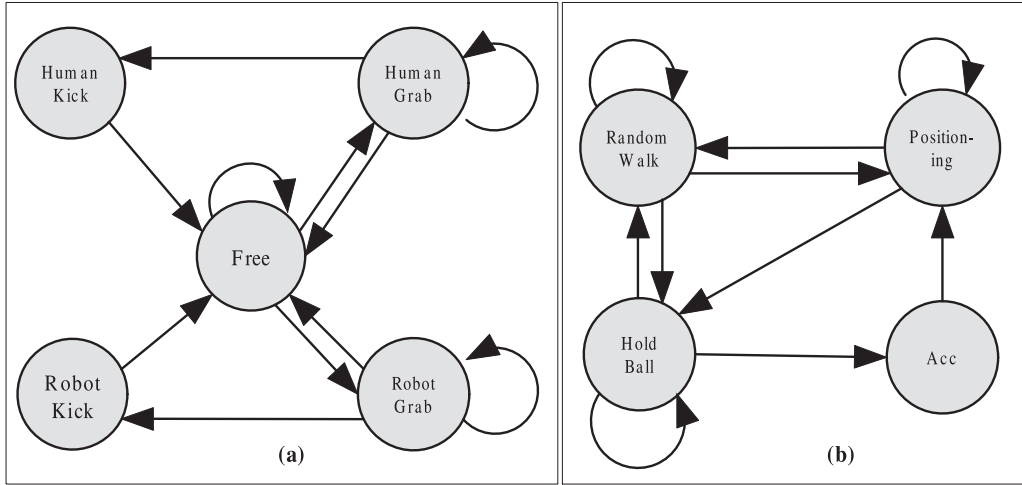 Human
Kick
Human
Grab
Free
Robot
Kick
Robot
Grab
(a)
Random
Walk
Position-
ing
Hold
Ball
Acc
(b)